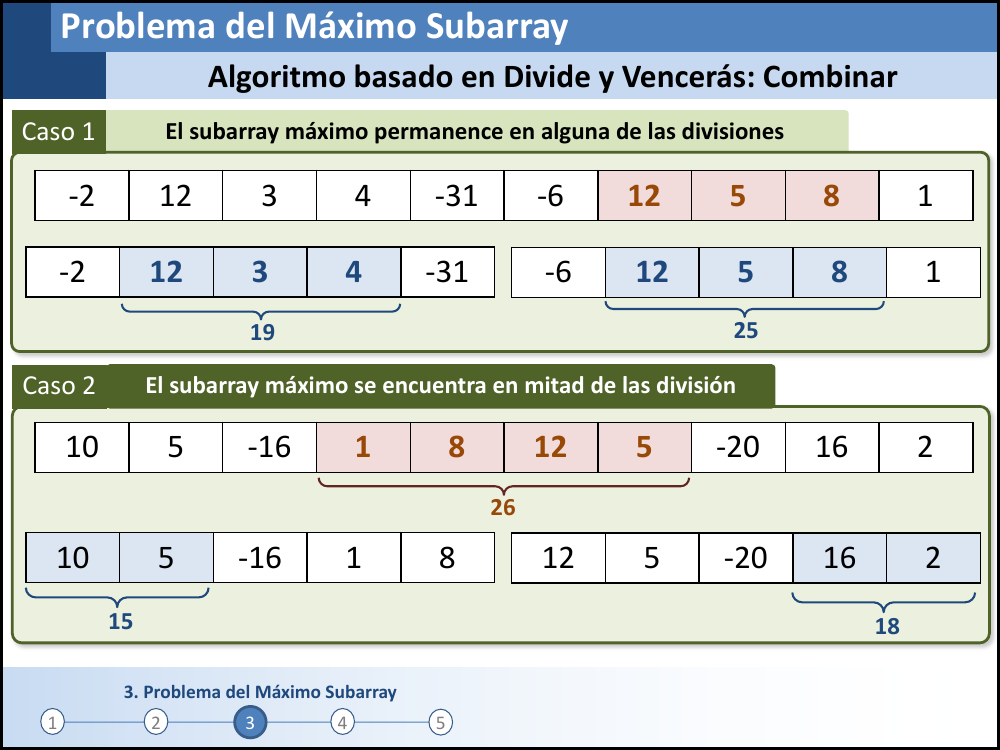 Problema del Máximo Subarray
Algoritmo basado en Divide y Vencerás: Combinar
Caso 1
El subarray máximo permanence en alguna de las divisiones
-2 12 3 4 -31 -6 12 5 8 1
-2 12 3 4 -31 -6 12 5 8 1
19 25
Caso 2
El subarray máximo se encuentra en mitad de las división
10 5 -16 1 8 12 5 -20 16 2
26
10 5 -16 1 8 12 5 -20 16 2
15 18
3. Problema del Máximo Subarray
1 2 3 4 5